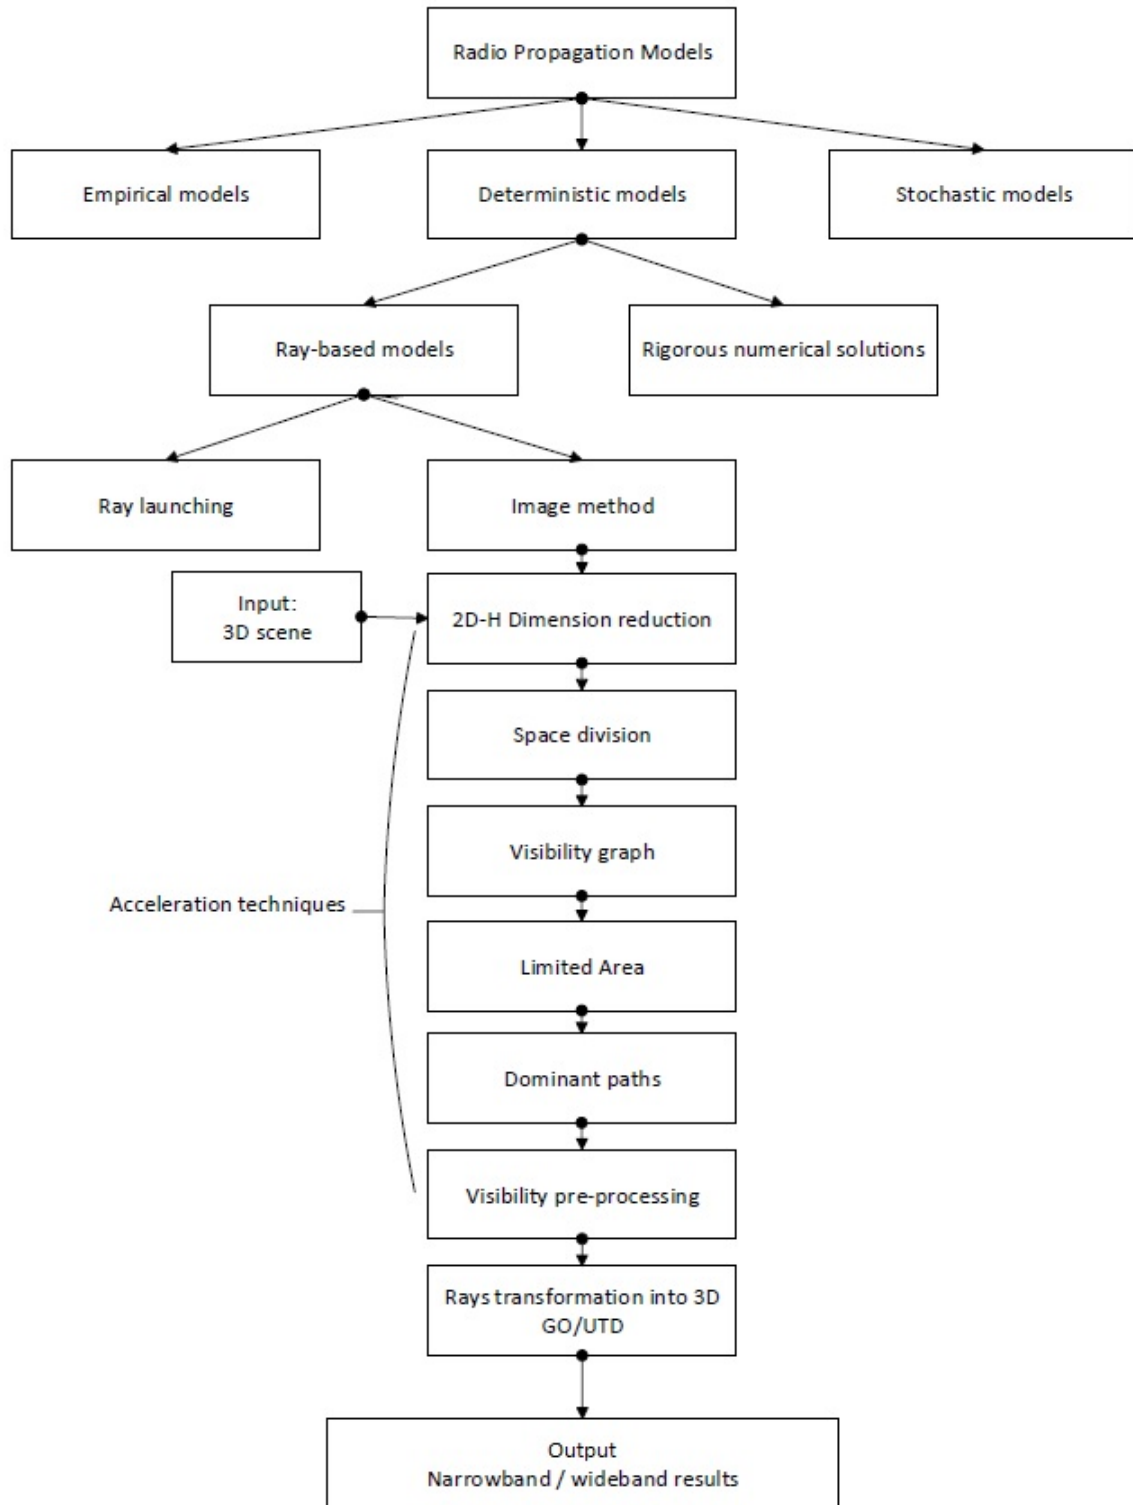 Radio Propagation Models
Empirical models
Deterministic models
Stochastic models
Ray-based models
Rigorous numerical solutions
Ray launching
Image method
Input:
3D scene
2D-H Dimension reduction
Space division
Visibility graph
Acceleration techniques
Limited Area
Dominant paths
Visibility pre-processing
Rays transformation into 3D
GO/UTD
Output
Narrowband / wideband results